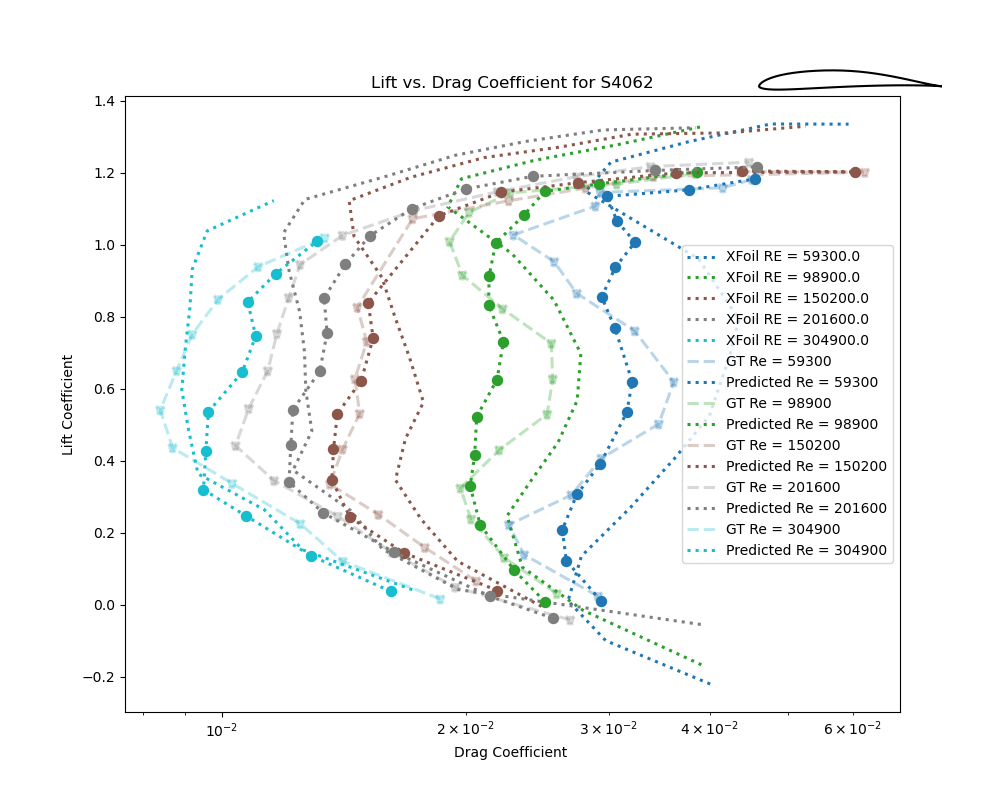 Lift vs. Drag Coefficient for S4062
1.4
1.2
1.0
0.8
0.6
0.4
0.2
0.0
−0.2
Lift Coefficient
XFoil RE = 59300.0
XFoil RE = 98900.0
XFoil RE = 150200.0
XFoil RE = 201600.0
XFoil RE = 304900.0
GT Re = 59300
Predicted Re = 59300
GT Re = 98900
Predicted Re = 98900
GT Re = 150200
Predicted Re = 150200
GT Re = 201600
Predicted Re = 201600
GT Re = 304900
Predicted Re = 304900
10⁻² 2 × 10⁻² 3 × 10⁻² 4 × 10⁻² 6 × 10⁻²
Drag Coefficient